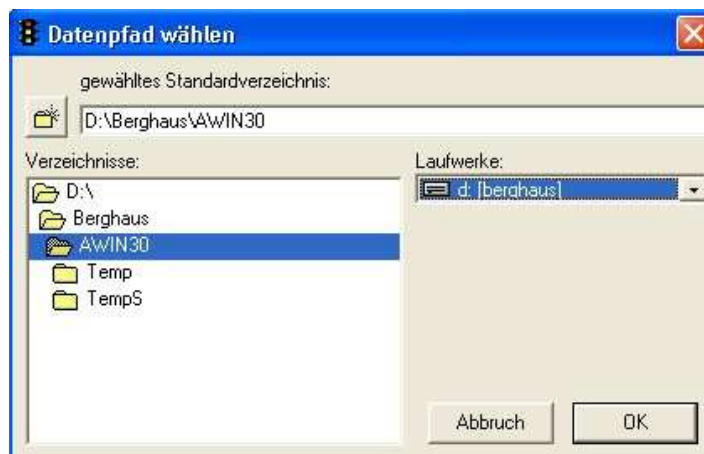 Datenpfad wählen
gewähltes Standardverzeichnis:
D:\Berghaus\AWIN30
Verzeichnisse:
Laufwerke:
D:\
d: [berghaus]
Berghaus
AWIN30
Temp
TempS
Abbruch
OK